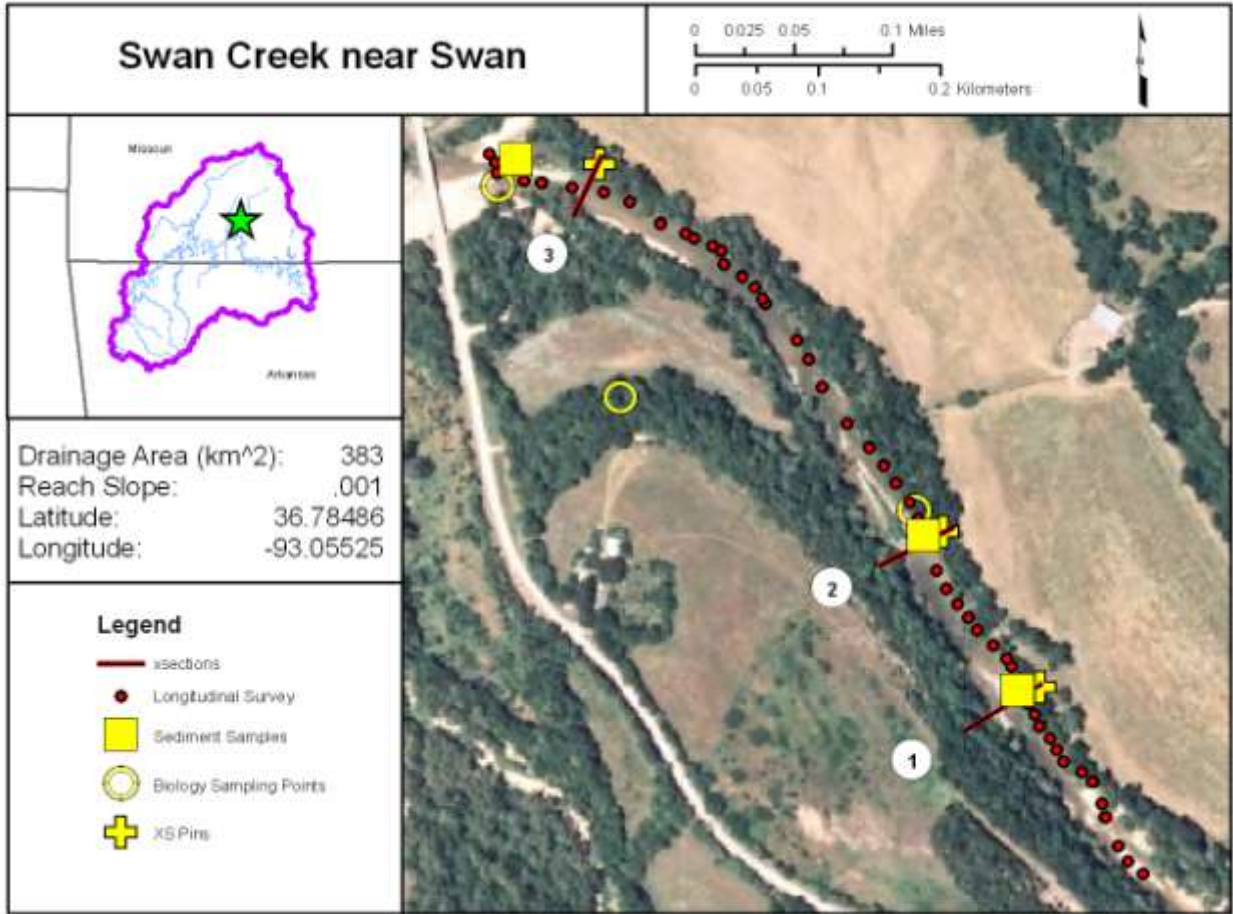 Swan Creek near Swan
0 0.025 0.05 0.1 Miles
0 0.05 0.1 0.2 Kilometers
N
Missouri
Arkansas
Drainage Area (km^2): 383
Reach Slope: .001
Latitude: 36.78486
Longitude: -93.05525
Legend
xsections
Longitudinal Survey
Sediment Samples
Biology Sampling Points
XS Pins
3
2
1